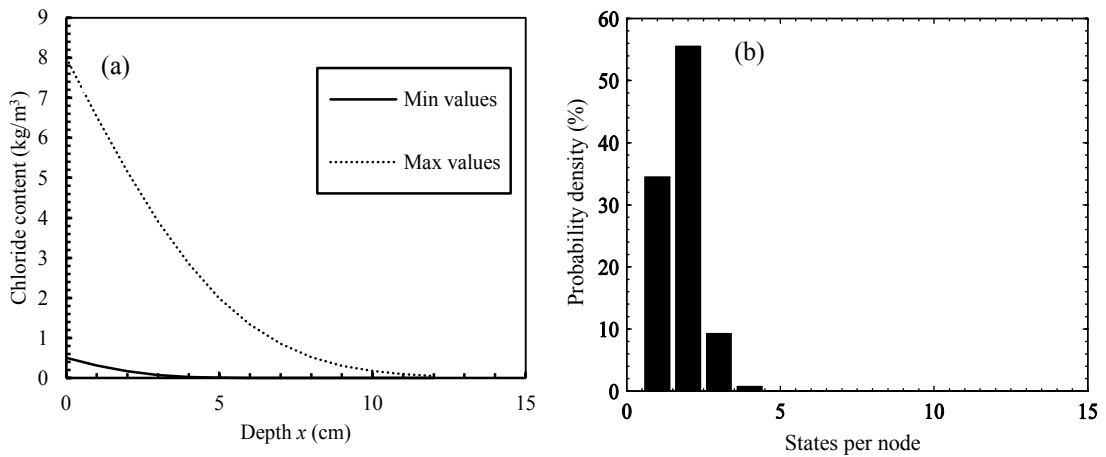 (a)
Chloride content (kg/m³)
9
8
7
6
5
4
3
2
1
0
Min values
Max values
0 5 10 15
Depth x (cm)
(b)
Probability density (%)
60
50
40
30
20
10
0
0 5 10 15
States per node